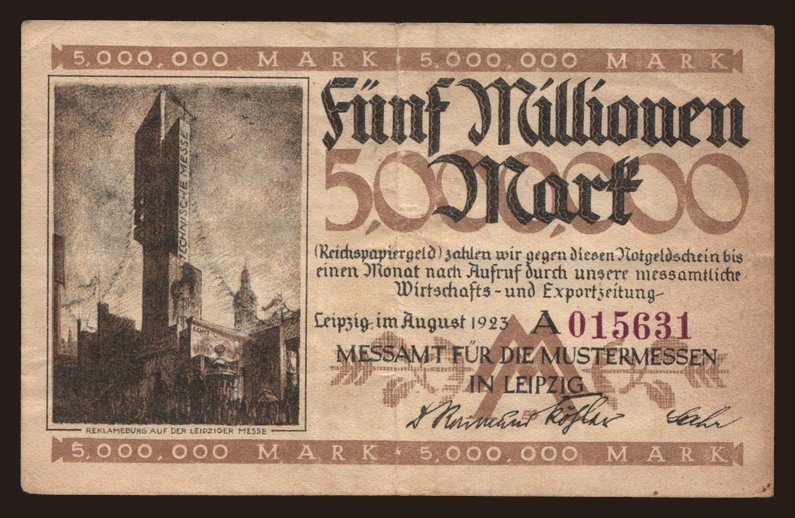 5,000,000 MARK · 5,000,000 MARK
TECHNISCHE MESSE
REKLAMEBURG AUF DER LEIPZIGER MESSE
Fünf Millionen
5,000,000
Mark
(Reichspapiergeld) zahlen wir gegen diesen Notgeldschein bis
einen Monat nach Aufruf durch unsere messamtliche
Wirtschafts- und Exportzeitung
Leipzig, im August 1923 A 015631
MESSAMT FÜR DIE MUSTERMESSEN
IN LEIPZIG
5,000,000 MARK · 5,000,000 MARK